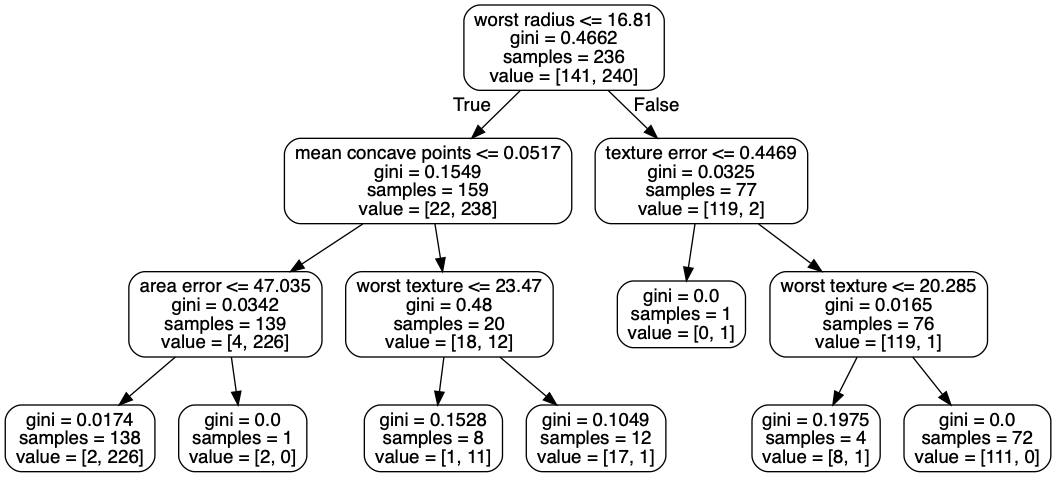 worst radius <= 16.81
gini = 0.4662
samples = 236
value = [141, 240]
True
False
mean concave points <= 0.0517
gini = 0.1549
samples = 159
value = [22, 238]
texture error <= 0.4469
gini = 0.0325
samples = 77
value = [119, 2]
area error <= 47.035
gini = 0.0342
samples = 139
value = [4, 226]
worst texture <= 23.47
gini = 0.48
samples = 20
value = [18, 12]
gini = 0.0
samples = 1
value = [0, 1]
worst texture <= 20.285
gini = 0.0165
samples = 76
value = [119, 1]
gini = 0.0174
samples = 138
value = [2, 226]
gini = 0.0
samples = 1
value = [2, 0]
gini = 0.1528
samples = 8
value = [1, 11]
gini = 0.1049
samples = 12
value = [17, 1]
gini = 0.1975
samples = 4
value = [8, 1]
gini = 0.0
samples = 72
value = [111, 0]